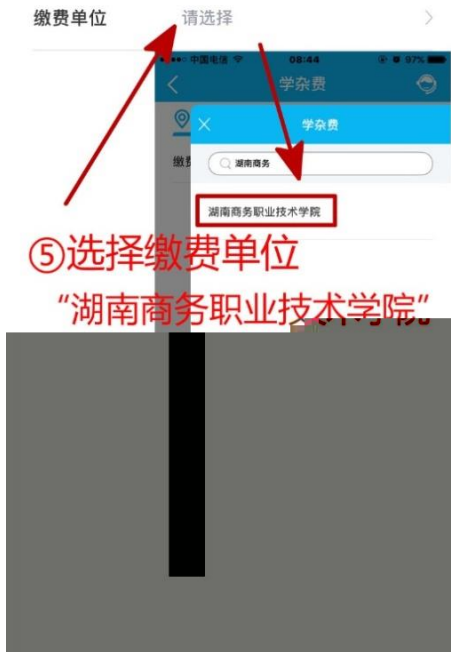 缴费单位 请选择
中国电信 08:44 97%
学杂费
学杂费
缴费
湖南商务
湖南商务职业技术学院
⑤选择缴费单位
“湖南商务职业技术学院”